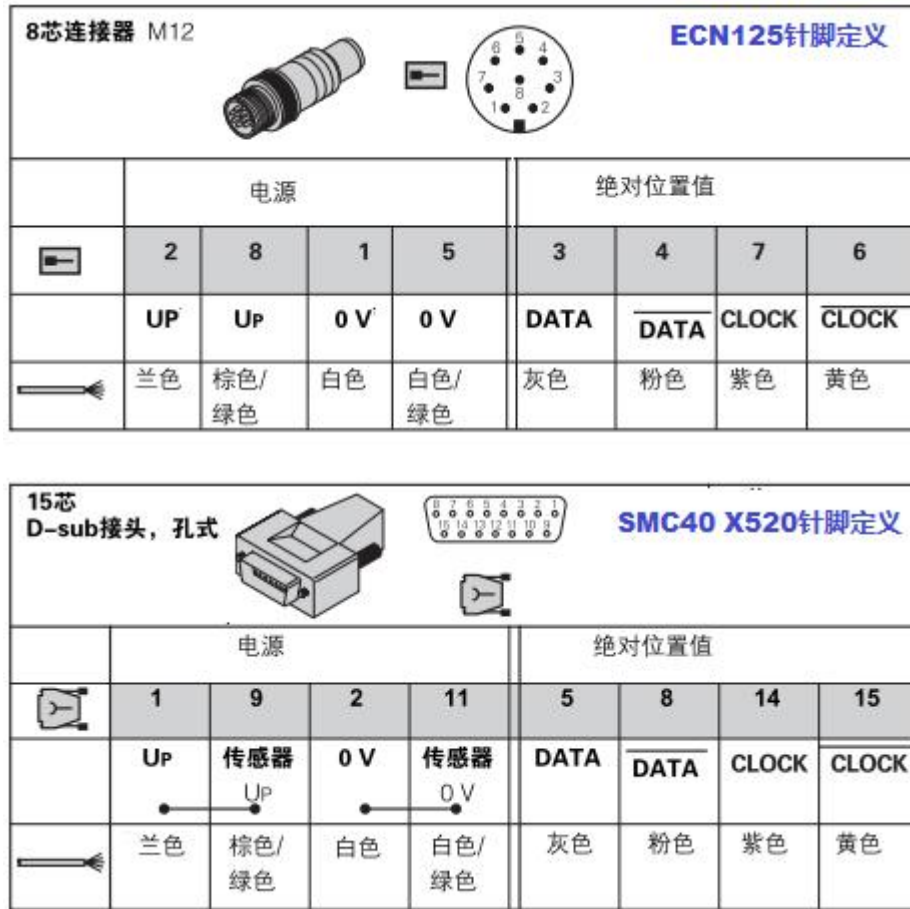 8芯连接器 M12
ECN125针脚定义
6 5 4
7 3
8
1 2
电源 绝对位置值
2 8 1 5 3 4 7 6
UP UP 0 V 0 V DATA DATA CLOCK CLOCK
兰色 棕色/ 白色 白色/ 灰色 粉色 紫色 黄色
绿色 绿色
15芯
D-sub接头，孔式
8 7 6 5 4 3 2 1
15 14 13 12 11 10 9
SMC40 X520针脚定义
电源 绝对位置值
1 9 2 11 5 8 14 15
UP 传感器 0 V 传感器 DATA DATA CLOCK CLOCK
UP 0 V
兰色 棕色/ 白色 白色/ 灰色 粉色 紫色 黄色
绿色 绿色